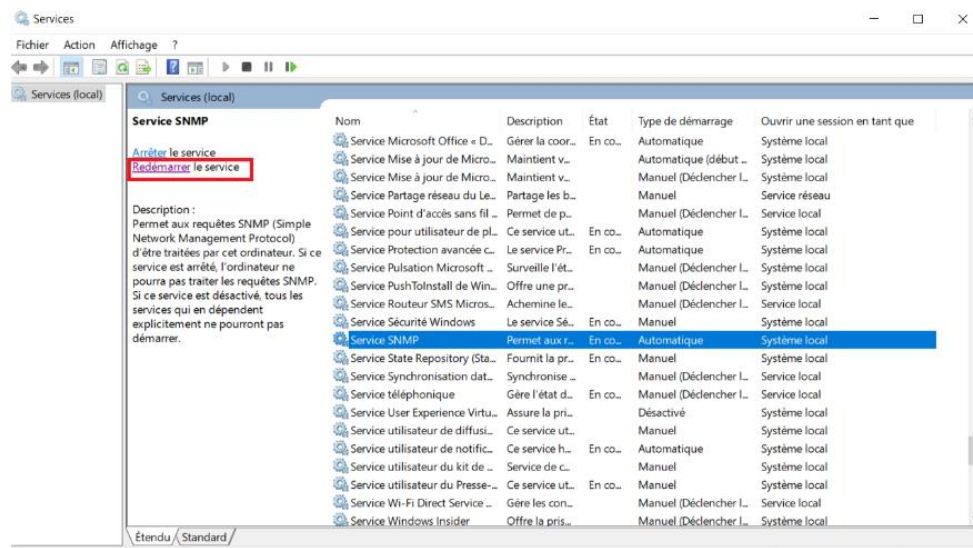 Services
Fichier Action Affichage ?
Services (local)
Services (local)
Service SNMP
Arrêter le service
Redémarrer le service
Description :
Permet aux requêtes SNMP (Simple
Network Management Protocol)
d'être traitées par cet ordinateur. Si ce
service est arrêté, l'ordinateur ne
pourra pas traiter les requêtes SNMP.
Si ce service est désactivé, tous les
services qui en dépendent
explicitement ne pourront pas
démarrer.
Nom Description État Type de démarrage Ouvrir une session en tant que
Service Microsoft Office « D... Gérer la coor... En co... Automatique Système local
Service Mise à jour de Micro... Maintient v... Automatique (début ... Système local
Service Mise à jour de Micro... Maintient v... Manuel (Déclencher l... Système local
Service Partage réseau du Le... Partage les b... Manuel Service réseau
Service Point d'accès sans fil ... Permet de p... Manuel (Déclencher l... Service local
Service pour utilisateur de pl... Ce service ut... En co... Automatique Système local
Service Protection avancée c... Le service Pr... En co... Automatique Système local
Service Pulsation Microsoft ... Surveille l'ét... Manuel (Déclencher l... Système local
Service PushToInstall de Win... Offre une pr... Manuel (Déclencher l... Système local
Service Routeur SMS Micros... Achemine le... Manuel (Déclencher l... Service local
Service Sécurité Windows Le service Sé... En co... Manuel Système local
Service SNMP Permet aux r... En co... Automatique Système local
Service State Repository (Sta... Fournit la pr... En co... Manuel Système local
Service Synchronisation dat... Synchronise ... Manuel (Déclencher l... Service local
Service téléphonique Gère l'état d... En co... Manuel (Déclencher l... Service local
Service User Experience Virtu... Assure la pri... Désactivé Système local
Service utilisateur de diffusi... Ce service ut... Manuel Système local
Service utilisateur de notific... Ce service h... En co... Automatique Système local
Service utilisateur du kit de ... Service de c... Manuel Système local
Service utilisateur du Presse-... Ce service ut... En co... Manuel Système local
Service Wi-Fi Direct Service ... Gère les con... Manuel (Déclencher l... Service local
Service Windows Insider Offre la pris... Manuel (Déclencher l... Système local
Étendu Standard